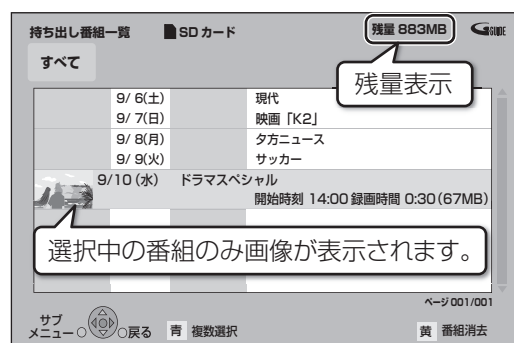 持ち出し番組一覧 SDカード 残量 883MB GGUIDE
すべて
残量表示
9/ 6(土) 現代
9/ 7(日) 映画「K2」
9/ 8(月) 夕方ニュース
9/ 9(火) サッカー
9/10(水) ドラマスペシャル
開始時刻 14:00 録画時間 0:30(67MB)
選択中の番組のみ画像が表示されます。
ページ 001/001
サブ
メニュー 戻る 青 複数選択 黄 番組消去